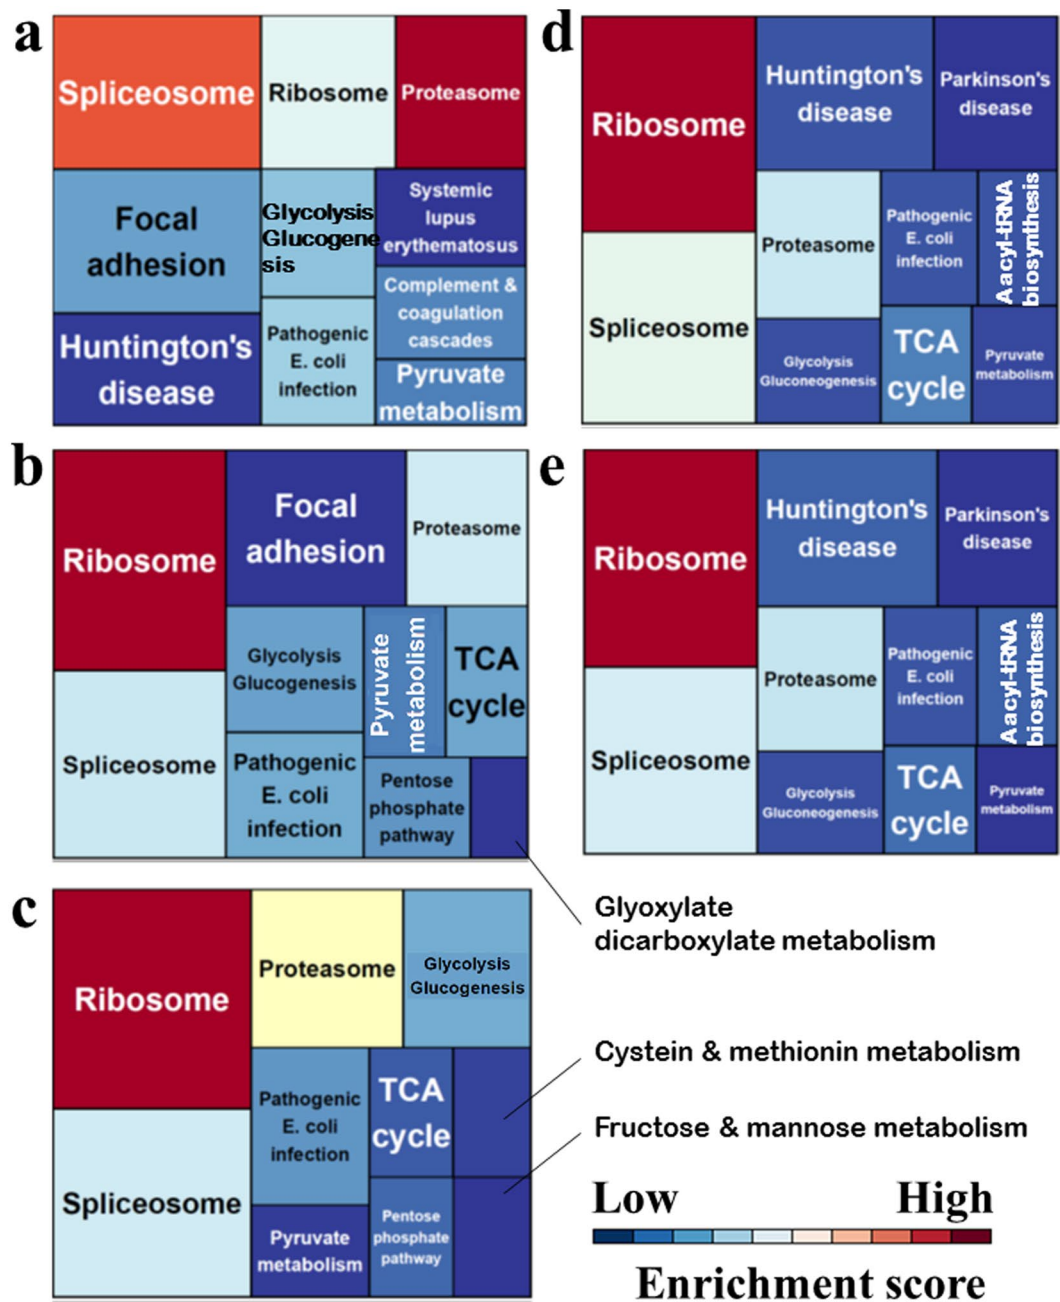 a
Spliceosome
Ribosome
Proteasome
Focal
adhesion
Glycolysis
Glucogene
sis
Systemic
lupus
erythematosus
Complement &
coagulation
cascades
Huntington's
disease
Pathogenic
E. coli
infection
Pyruvate
metabolism
b
Ribosome
Focal
adhesion
Proteasome
Glycolysis
Glucogenesis
Pyruvate
metabolism
TCA
cycle
Spliceosome
Pathogenic
E. coli
infection
Pentose
phosphate
pathway
Glyoxylate
dicarboxylate metabolism
c
Ribosome
Proteasome
Glycolysis
Glucogenesis
Pathogenic
E. coli
infection
TCA
cycle
Spliceosome
Pyruvate
metabolism
Pentose
phosphate
pathway
Cystein & methionin metabolism
Fructose & mannose metabolism
d
Ribosome
Huntington's
disease
Parkinson's
disease
Proteasome
Pathogenic
E. coli
infection
Aacyl-tRNA
biosynthesis
Spliceosome
Glycolysis
Gluconeogenesis
TCA
cycle
Pyruvate
metabolism
e
Ribosome
Huntington's
disease
Parkinson's
disease
Proteasome
Pathogenic
E. coli
infection
Aacyl-tRNA
biosynthesis
Spliceosome
Glycolysis
Gluconeogenesis
TCA
cycle
Pyruvate
metabolism
Low High
Enrichment score